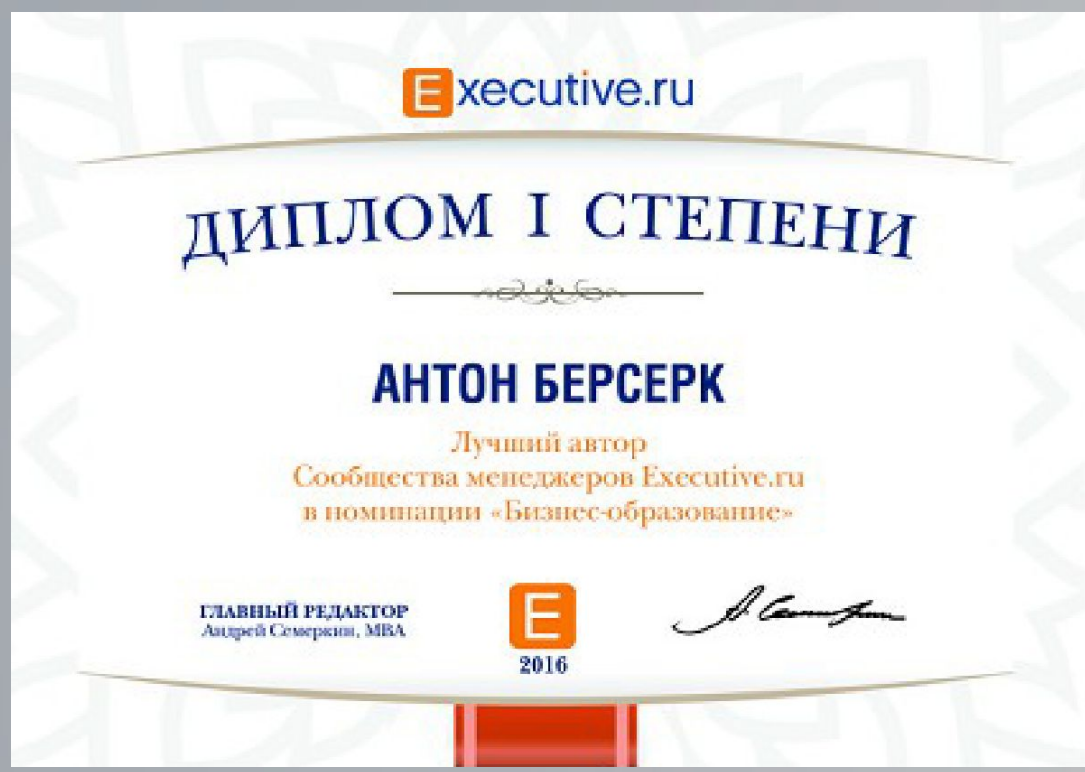 Executive.ru
ДИПЛОМ I СТЕПЕНИ
АНТОН БЕРСЕРК
Лучший автор
Сообщества менеджеров Executive.ru
в номинации «Бизнес-образование»
ГЛАВНЫЙ РЕДАКТОР
Андрей Семеркин, MBA
E
2016